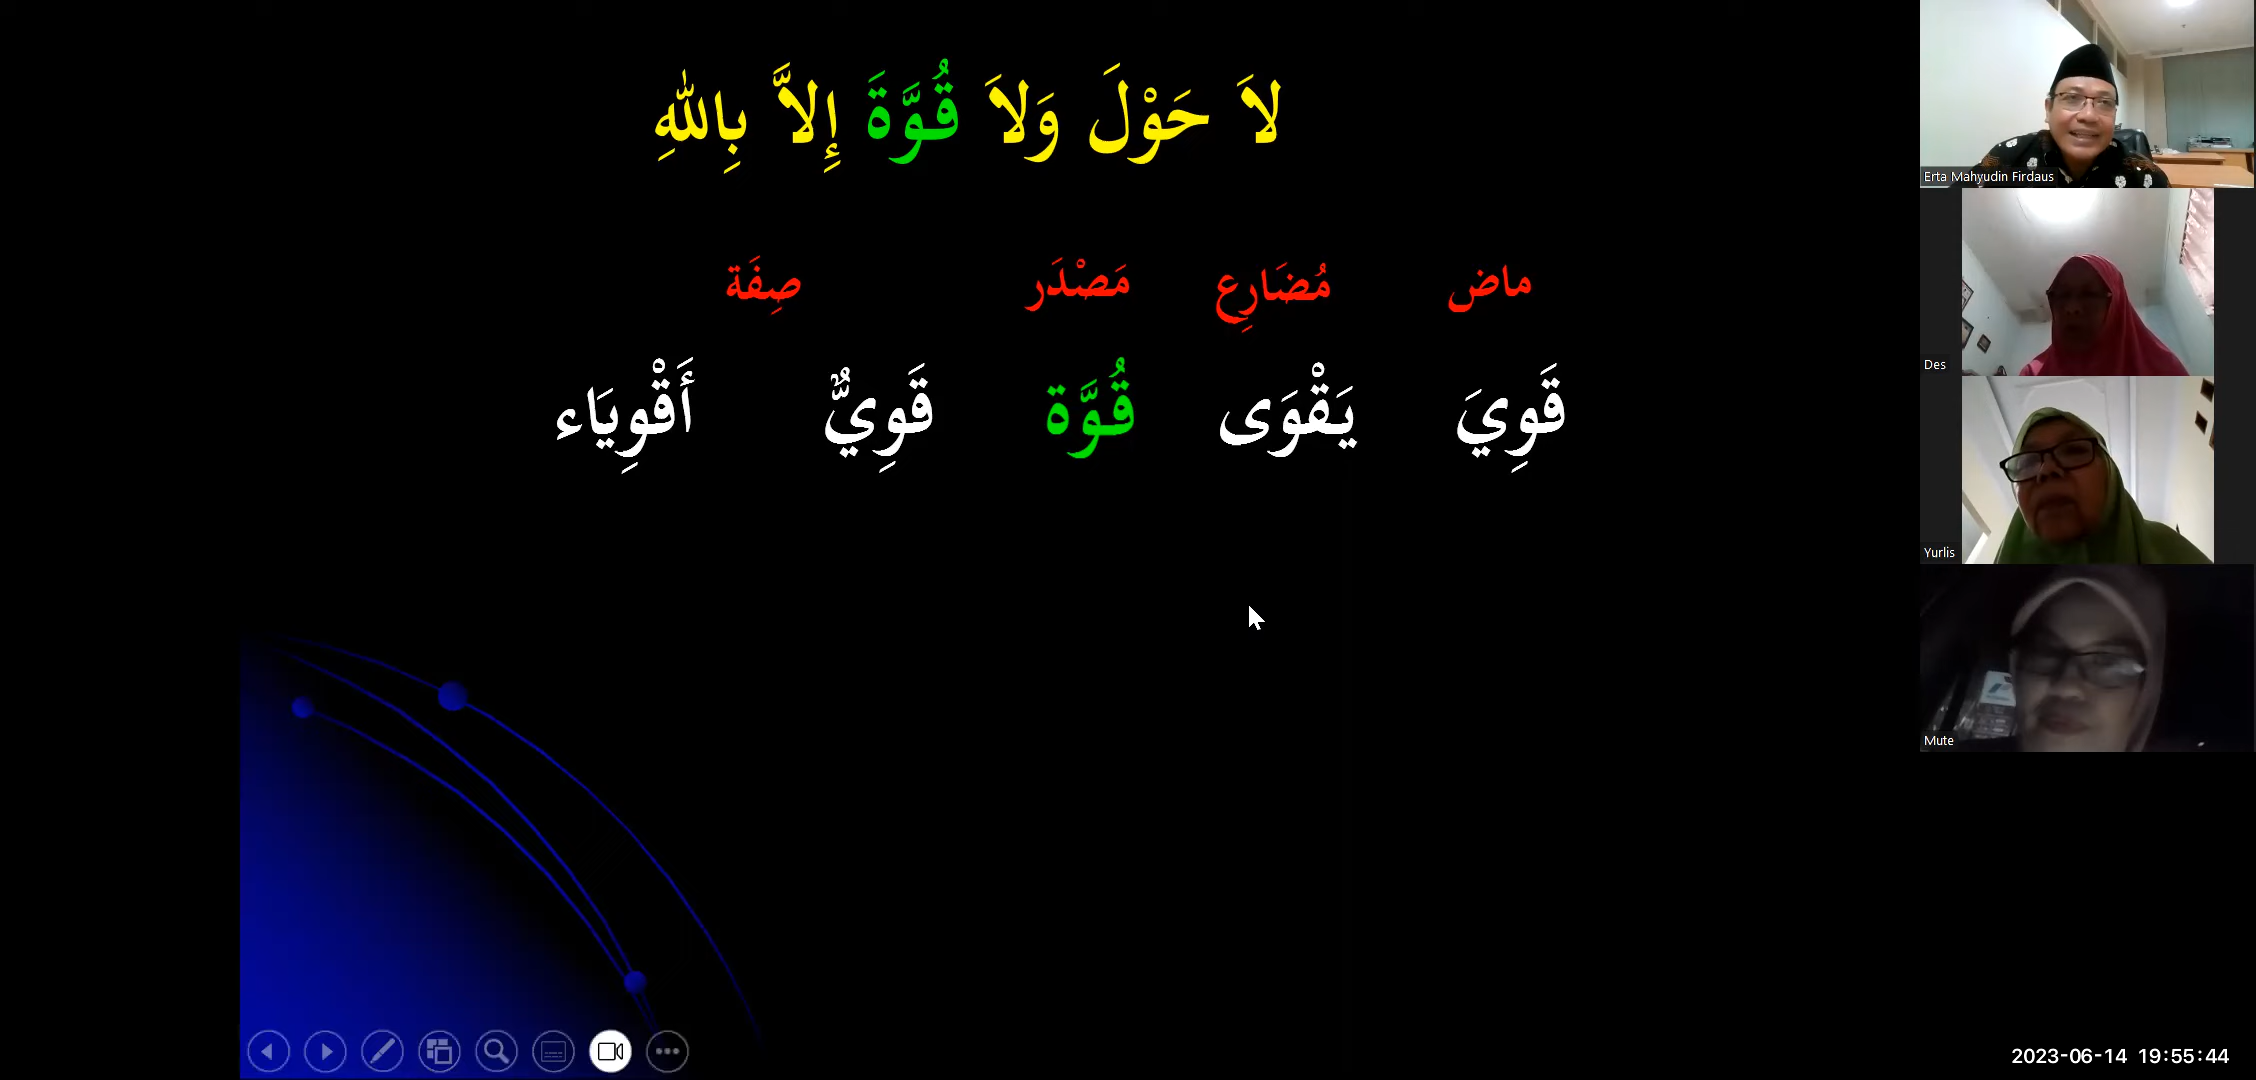 لاَ حَوْلَ وَلاَ قُوَّةَ إِلاَّ بِاللهِ
ماض مُضَارِع مَصْدَر صِفَة
قَوِيَ يَقْوَى قُوَّة قَوِيٌّ أَقْوِيَاء
Erta Mahyudin Firdaus
Des
Yurlis
Mute
2023-06-14 19:55:44